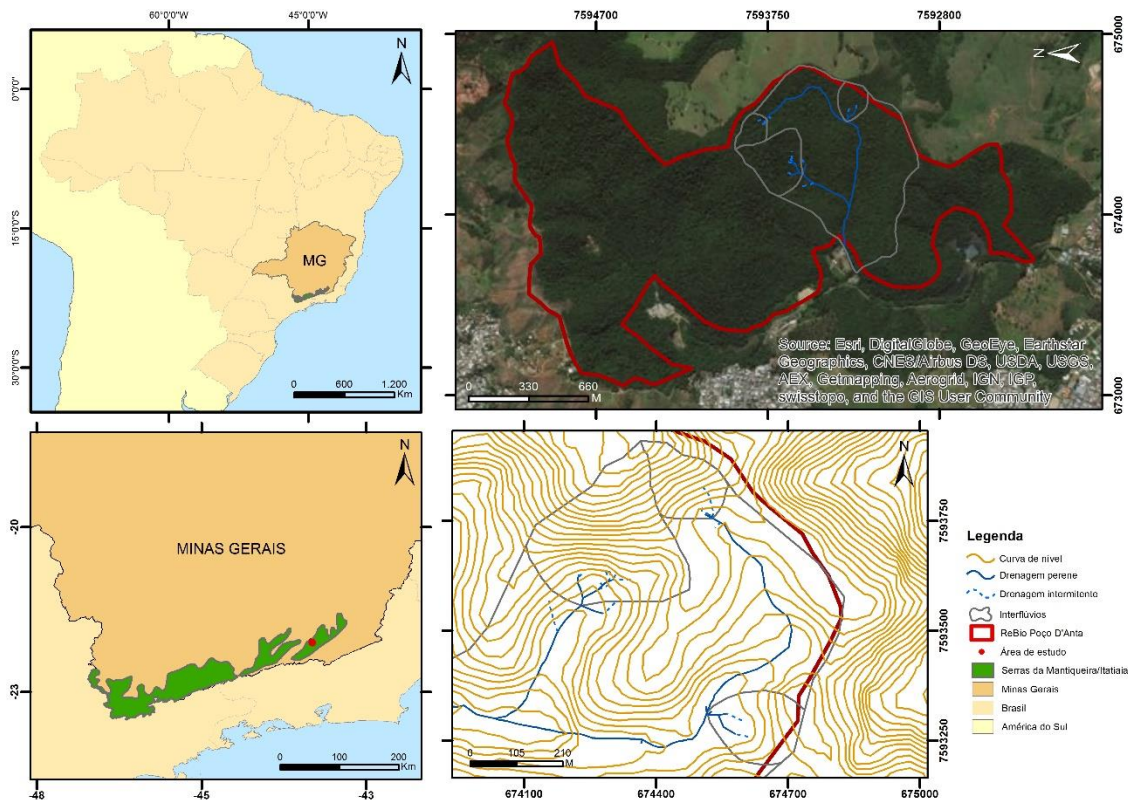 60°0'0"
45°0'0"
0°0'0"
15°0'0"S
30°0'0"S
N
MG
0 600 1,200
Km
7594700
7593750
7592800
675000
674000
673000
N
Source: Esri, DigitalGlobe, GeoEye, Earthstar
Geographics, CNES/Airbus DS, USDA, USGS,
AEX, Getmapping, Aerogrid, IGN, IGP,
swisstopo, and the GIS User Community
0 330 660
M
-20
-23
-48
-45
-43
N
MINAS GERAIS
0 100 200
Km
N
7593750
7593500
7593250
674100
674400
674700
675000
0 105 210
M
Legenda
Curva de nível
Drenagem perene
Drenagem intermitento
Interflúvios
ReBio Poço D'Anta
Área de estudo
Serras da Mantiqueira/Itatiaia
Minas Gerais
Brasil
América do Sul